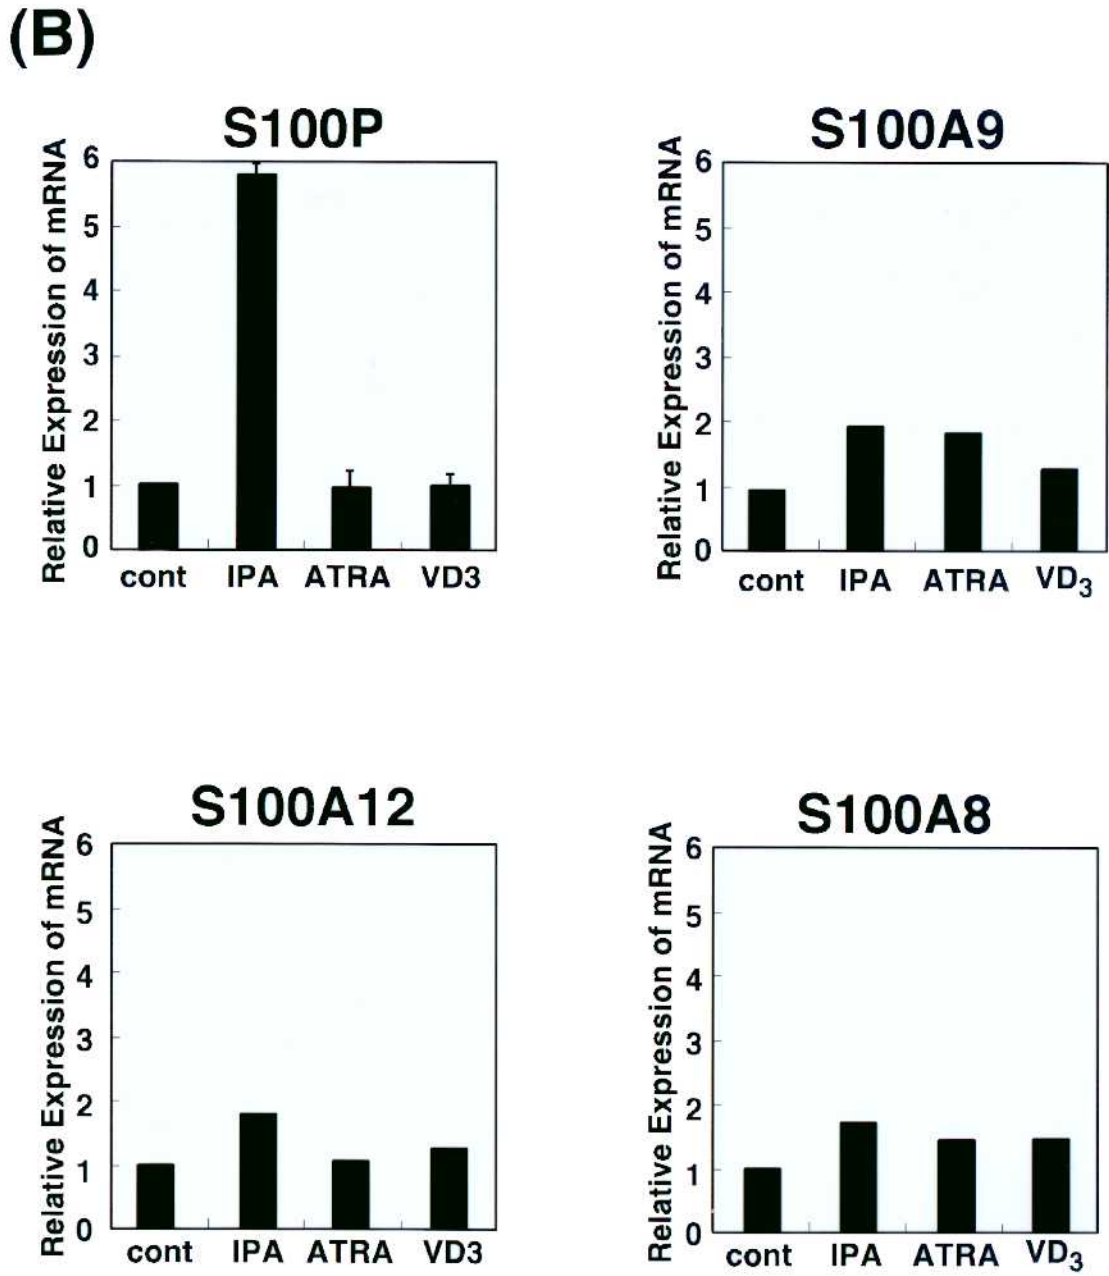 (B)
S100P
Relative Expression of mRNA
6
5
4
3
2
1
0
cont IPA ATRA VD3
S100A9
Relative Expression of mRNA
6
5
4
3
2
1
0
cont IPA ATRA VD3
S100A12
Relative Expression of mRNA
6
5
4
3
2
1
0
cont IPA ATRA VD3
S100A8
Relative Expression of mRNA
6
5
4
3
2
1
0
cont IPA ATRA VD3